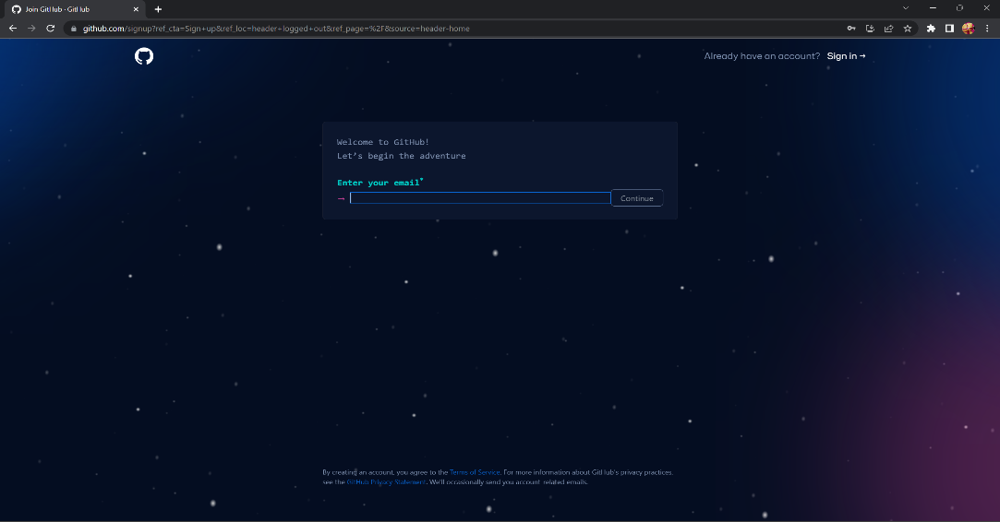 Join GitHub · GitHub
github.com/signup?ref_cta=Sign+up&ref_loc=header+logged+out&ref_page=%2F&source=header-home
Already have an account? Sign in →
Welcome to GitHub!
Let's begin the adventure
Enter your email*
→ Continue
By creating an account, you agree to the Terms of Service. For more information about GitHub's privacy practices,
see the GitHub Privacy Statement. We'll occasionally send you account-related emails.